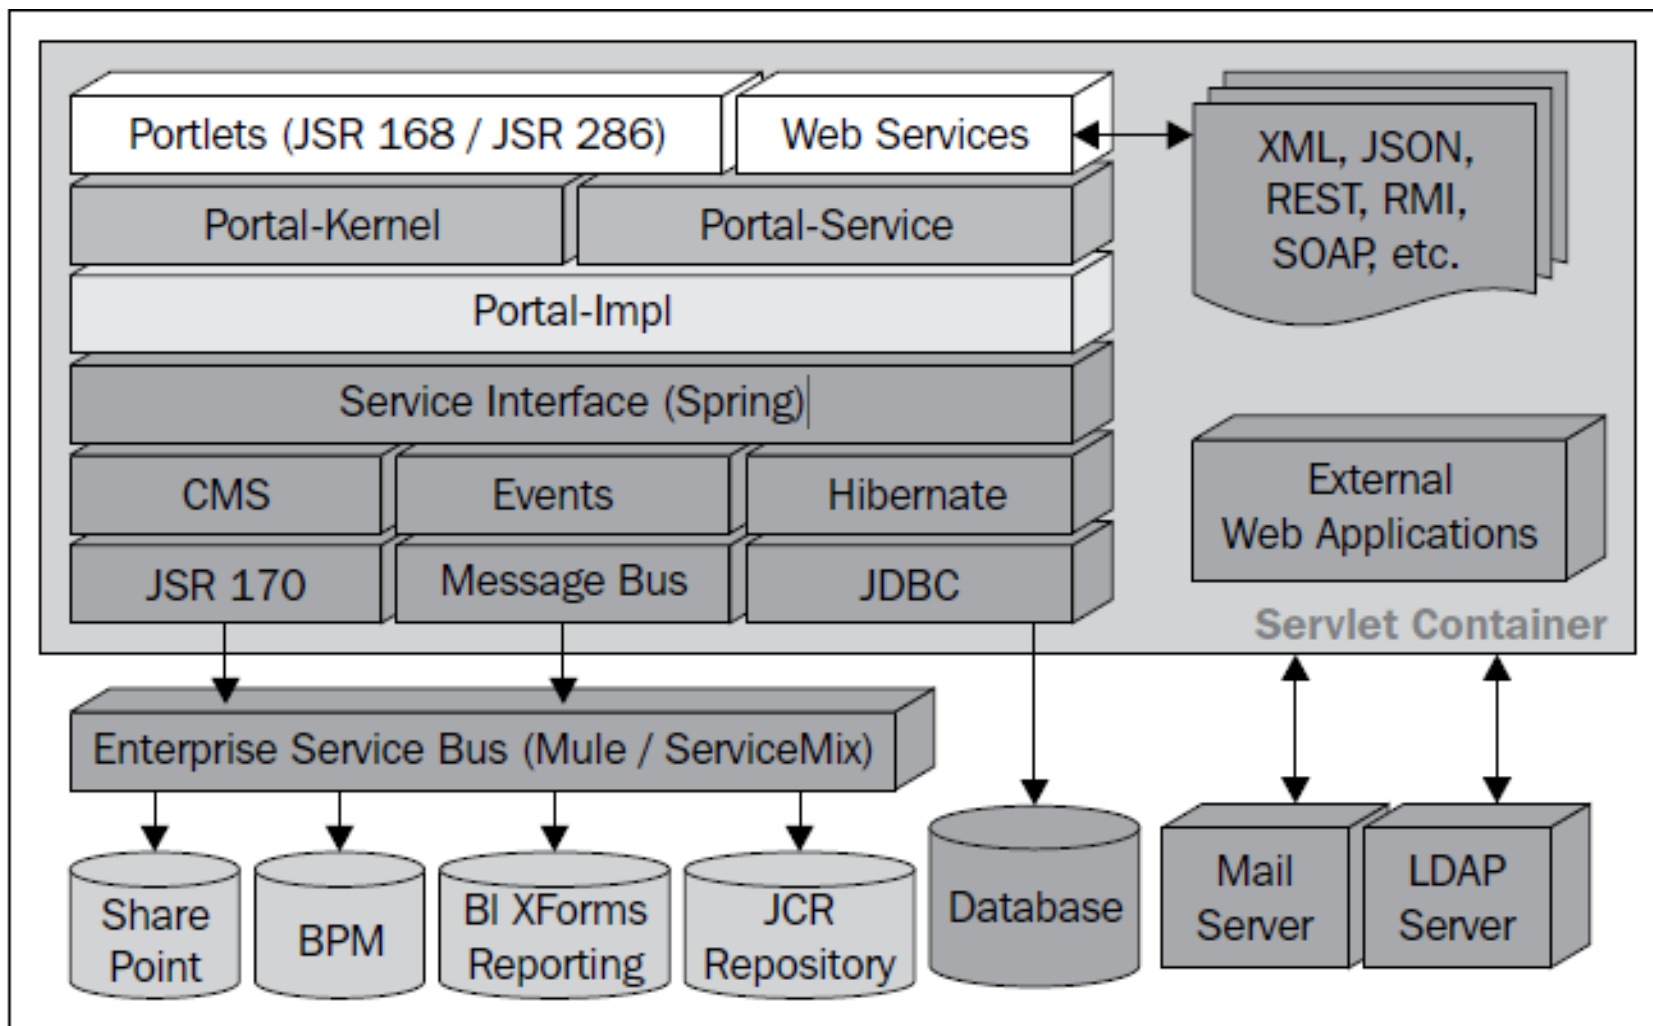 Portlets (JSR 168 / JSR 286)
Web Services
XML, JSON,
REST, RMI,
SOAP, etc.
Portal-Kernel
Portal-Service
Portal-Impl
Service Interface (Spring)
CMS
Events
Hibernate
External
Web Applications
JSR 170
Message Bus
JDBC
Servlet Container
Enterprise Service Bus (Mule / ServiceMix)
Share
Point
BPM
BI XForms
Reporting
JCR
Repository
Database
Mail
Server
LDAP
Server